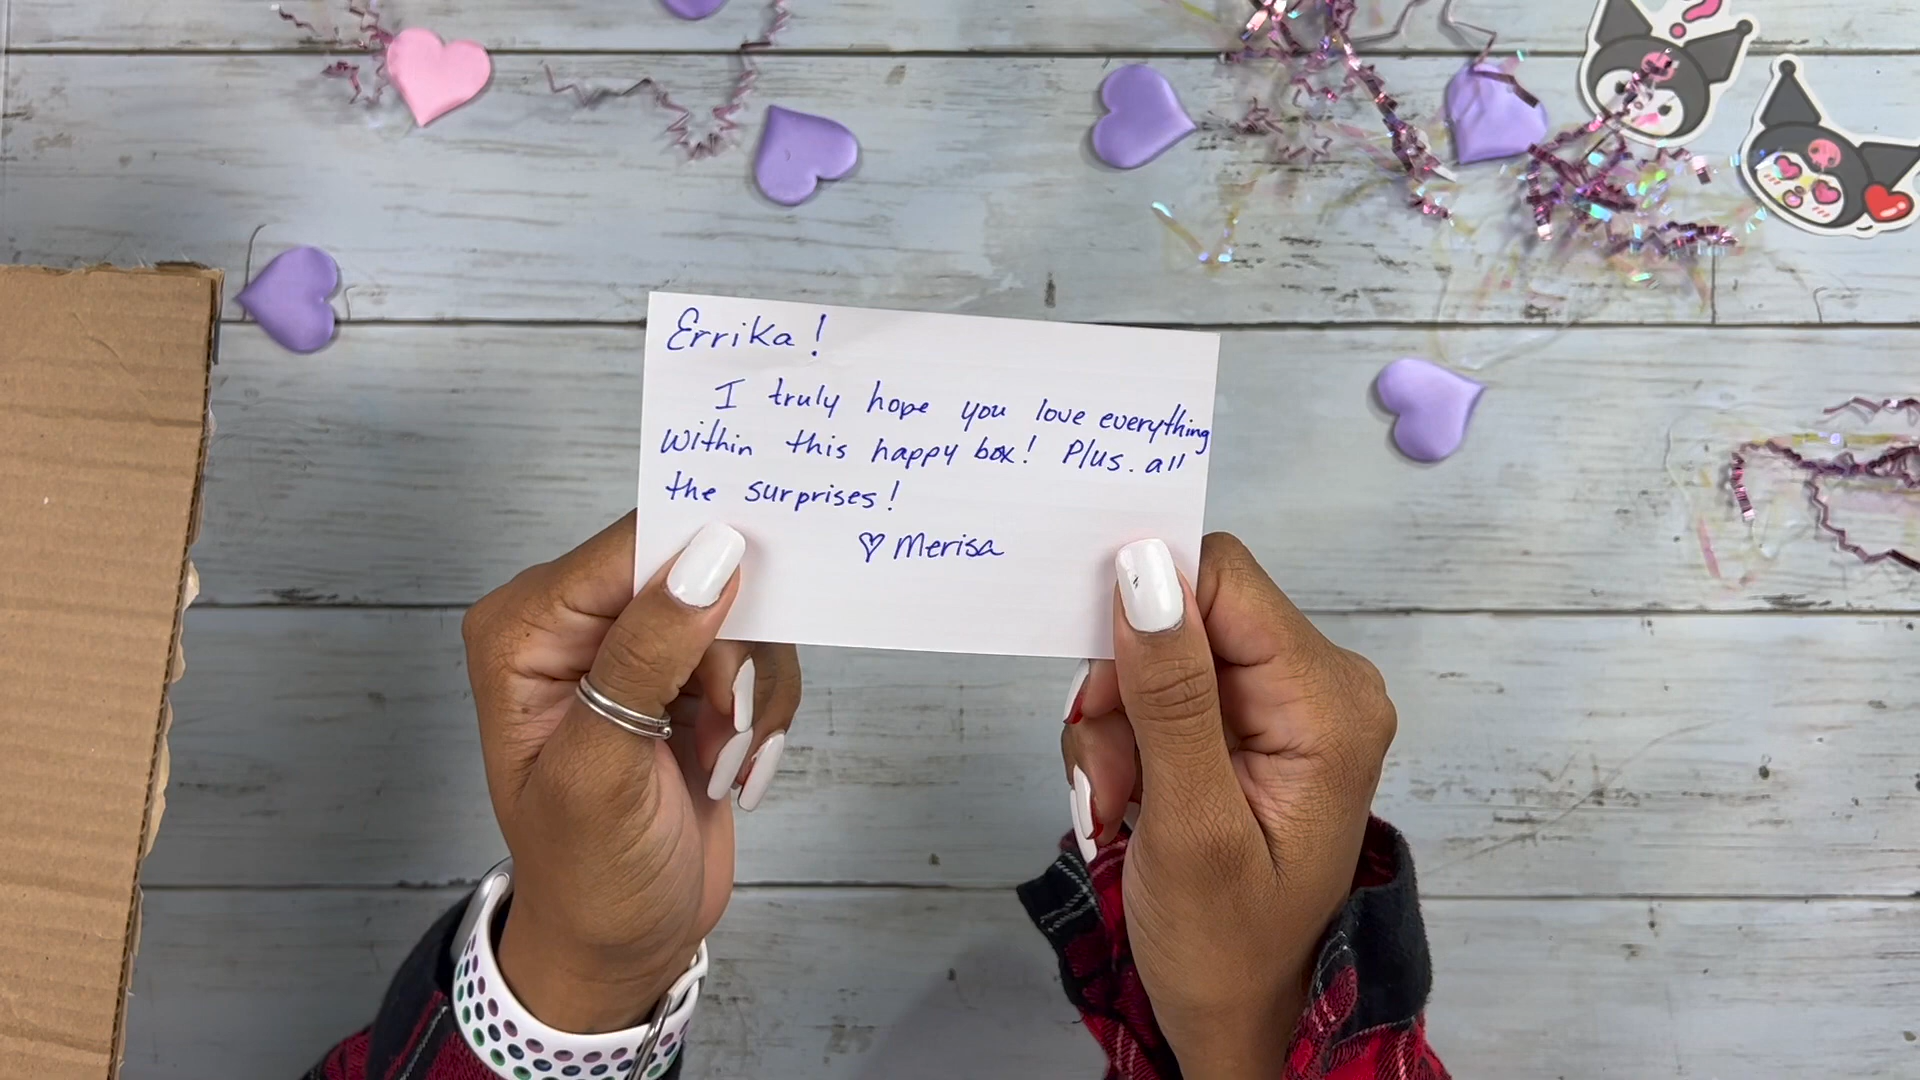 Errika!
I truly hope you love everything
within this happy box! Plus. all
the surprises!
♡ Merisa